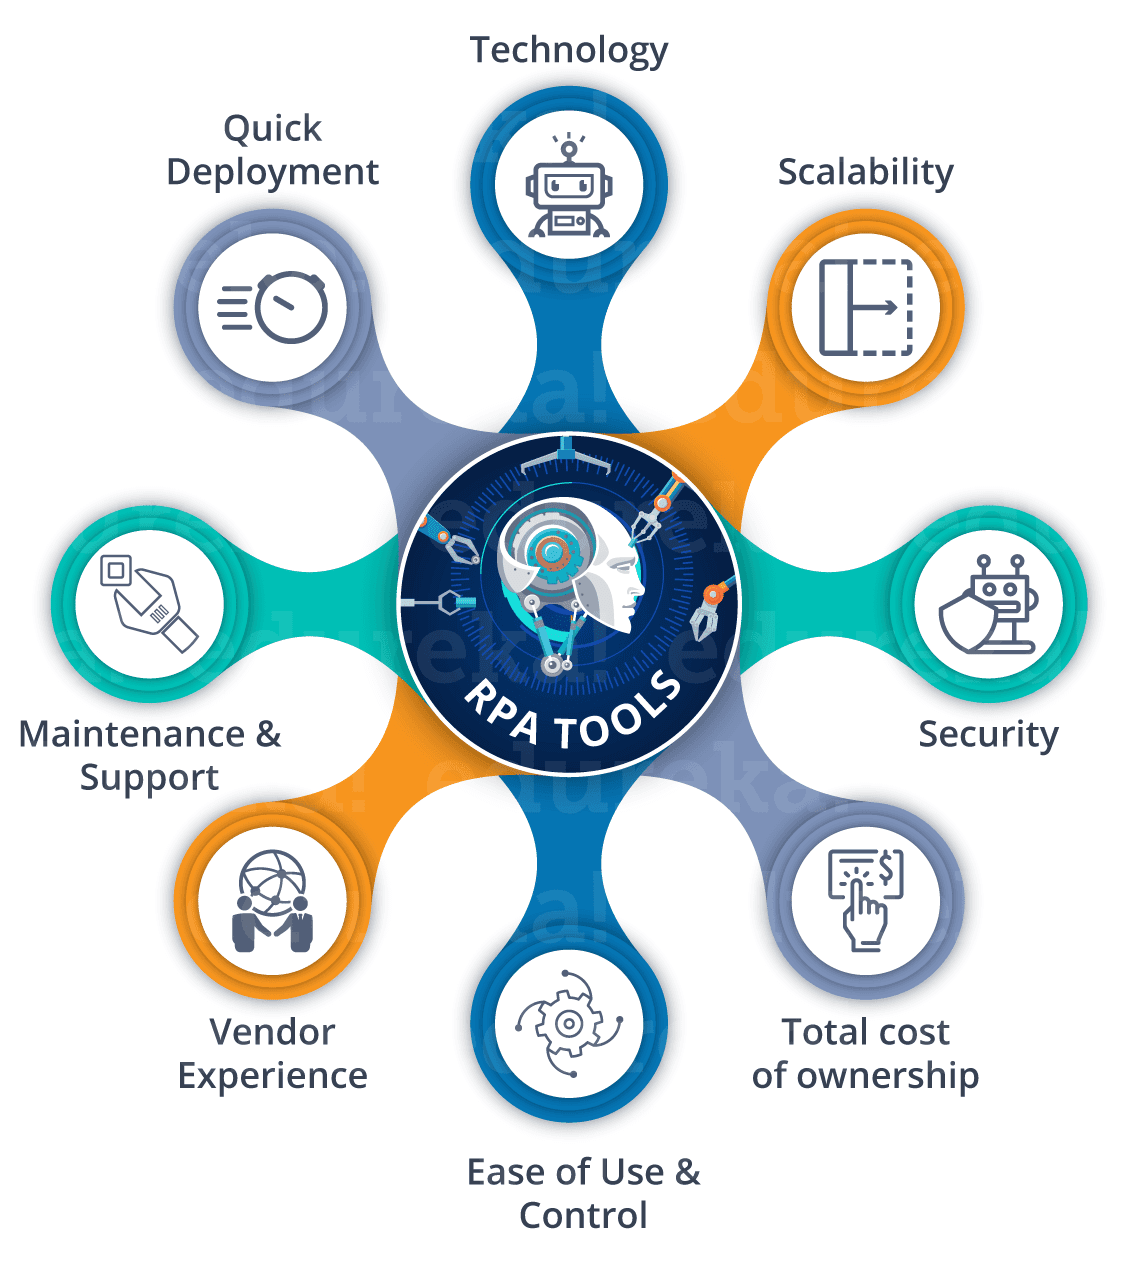 Technology
Quick
Deployment
Scalability
Maintenance &
Support
Security
RPA TOOLS
Vendor
Experience
Total cost
of ownership
Ease of Use &
Control
edureka!